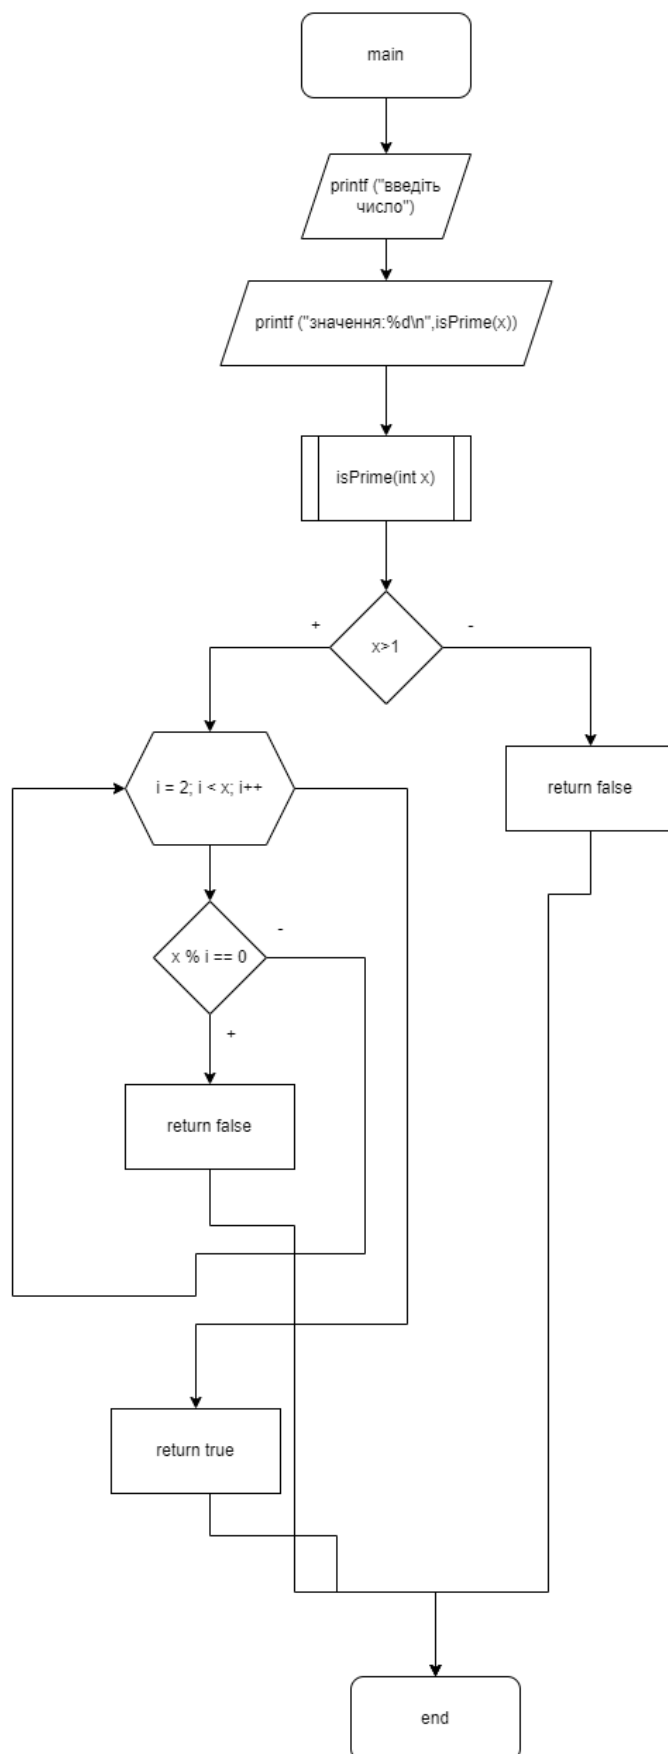 main
printf ("введіть
число")
printf ("значення:%d\n",isPrime(x))
isPrime(int x)
+
-
x>1
i = 2; i < x; i++
return false
-
x % i == 0
+
return false
return true
end